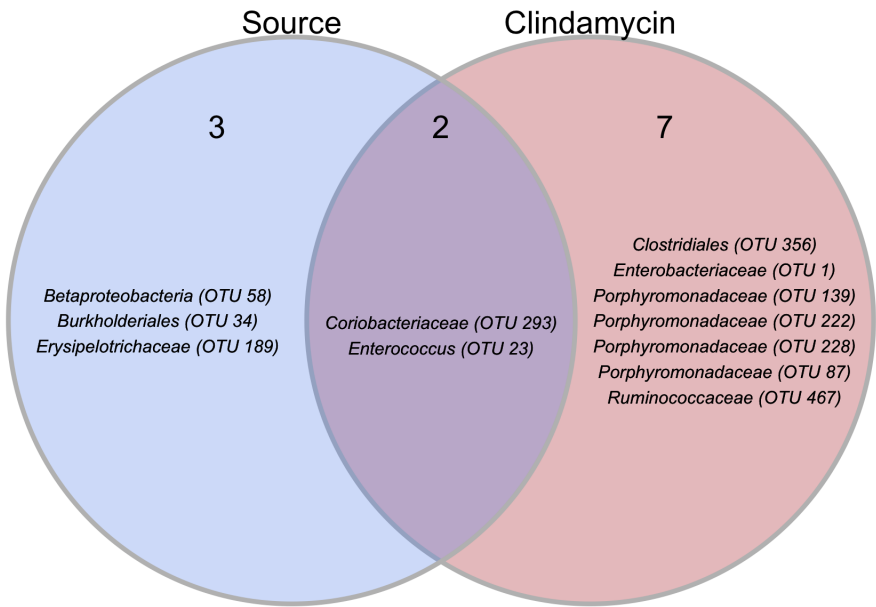 Source
Clindamycin
3
2
7
Betaproteobacteria (OTU 58)
Burkholderiales (OTU 34)
Erysipelotrichaceae (OTU 189)
Coriobacteriaceae (OTU 293)
Enterococcus (OTU 23)
Clostridiales (OTU 356)
Enterobacteriaceae (OTU 1)
Porphyromonadaceae (OTU 139)
Porphyromonadaceae (OTU 222)
Porphyromonadaceae (OTU 228)
Porphyromonadaceae (OTU 87)
Ruminococcaceae (OTU 467)